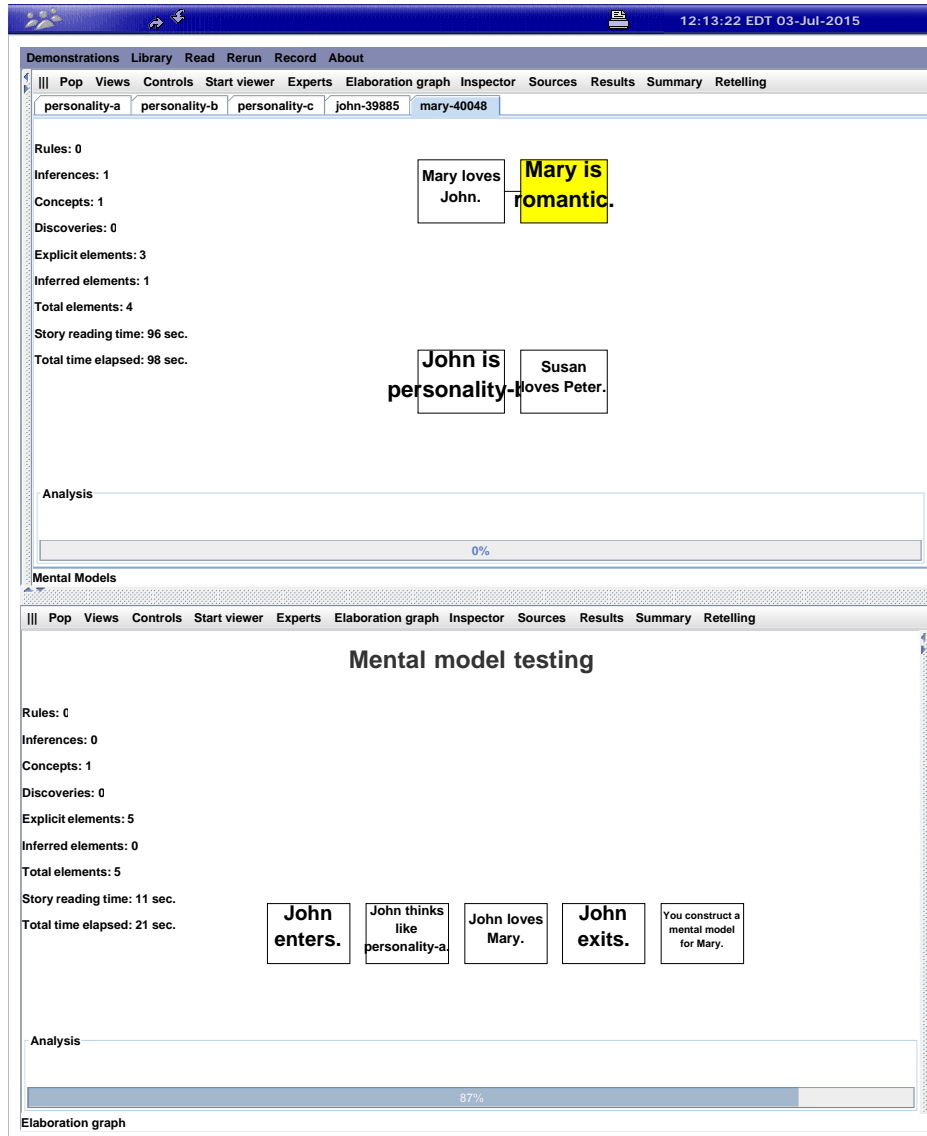 12:13:22 EDT 03-Jul-2015
Demonstrations Library Read Rerun Record About
||| Pop Views Controls Start viewer Experts Elaboration graph Inspector Sources Results Summary Retelling
personality-a personality-b personality-c john-39885 mary-40048
Rules: 0
Inferences: 1
Concepts: 1
Discoveries: 0
Explicit elements: 3
Inferred elements: 1
Total elements: 4
Story reading time: 96 sec.
Total time elapsed: 98 sec.
Mary loves
John.
Mary is
romantic.
John is
personality-b
Susan
loves Peter.
Analysis
0%
Mental Models
||| Pop Views Controls Start viewer Experts Elaboration graph Inspector Sources Results Summary Retelling
Mental model testing
Rules: 0
Inferences: 0
Concepts: 1
Discoveries: 0
Explicit elements: 5
Inferred elements: 0
Total elements: 5
Story reading time: 11 sec.
Total time elapsed: 21 sec.
John
enters.
John thinks
like
personality-a.
John loves
Mary.
John
exits.
You construct a
mental model
for Mary.
Analysis
87%
Elaboration graph